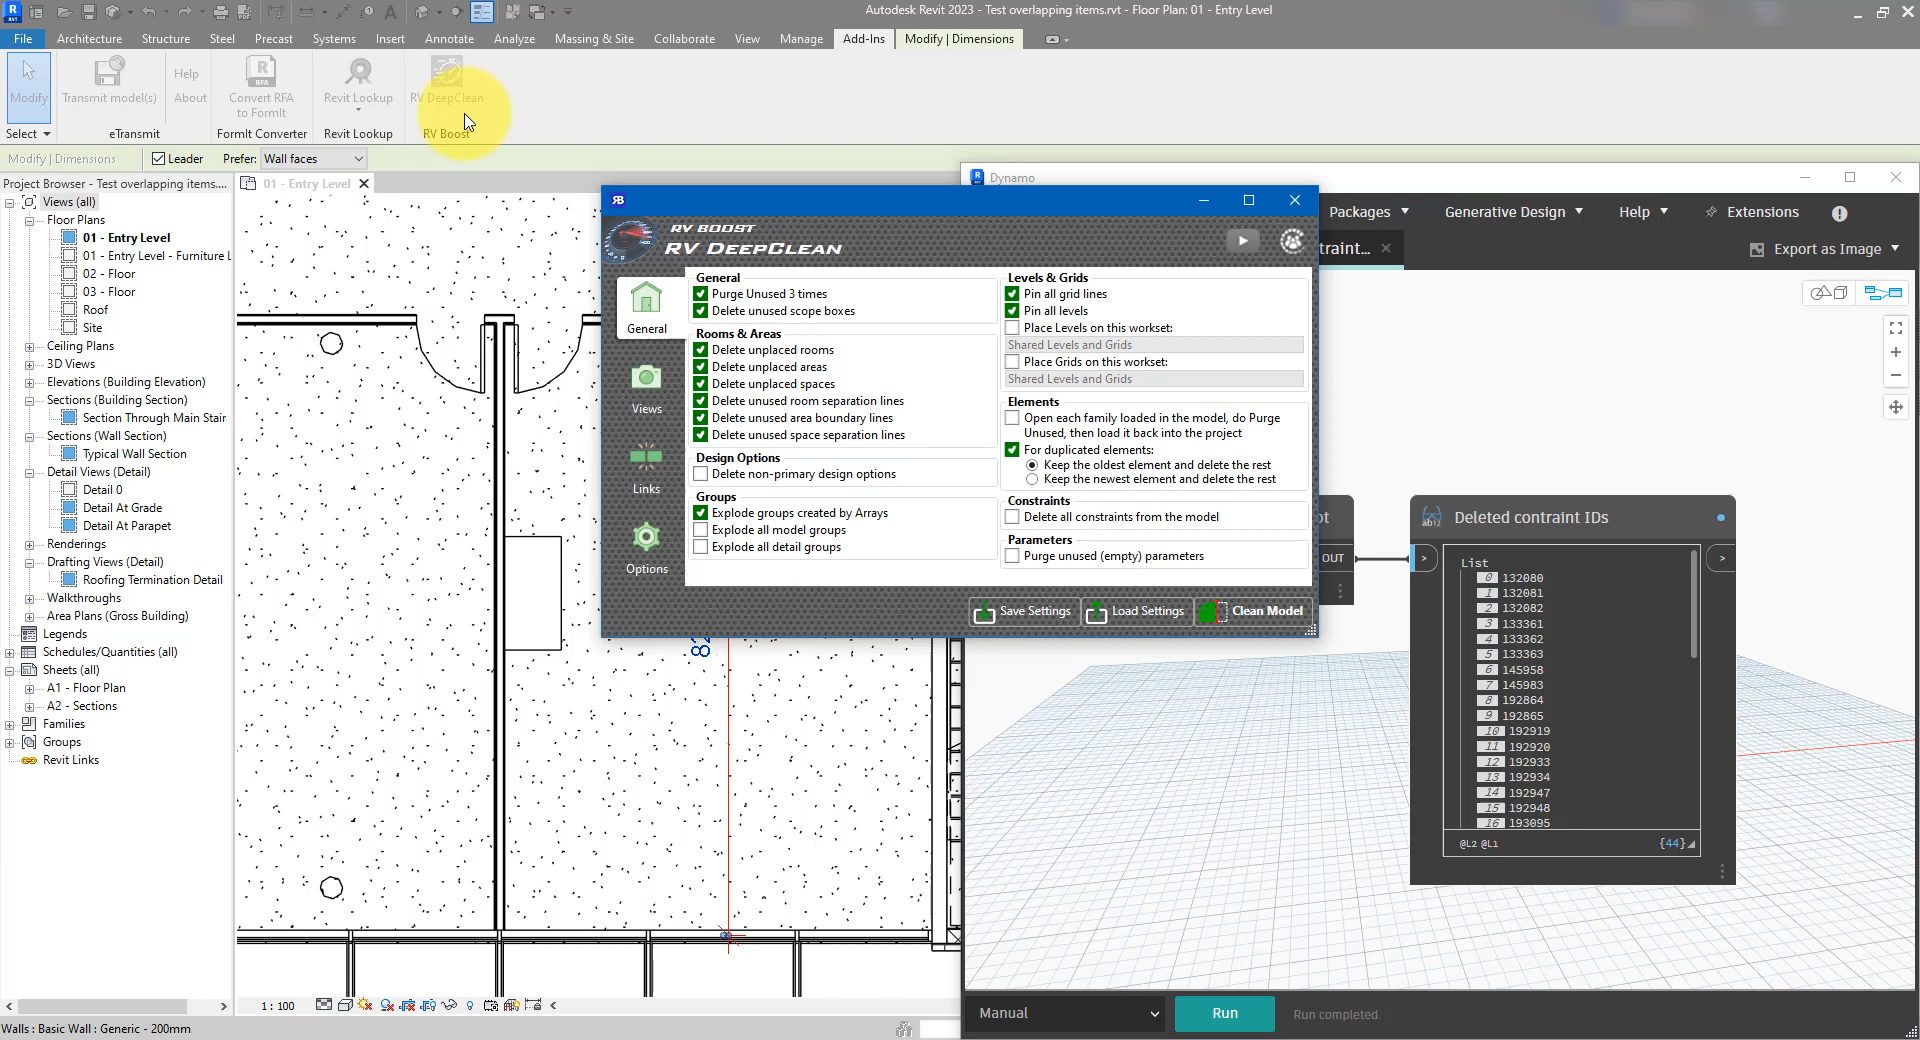 Autodesk Revit 2023 - Test overlapping items.rvt - Floor Plan: 01 - Entry Level
File
Architecture
Structure
Steel
Precast
Systems
Insert
Annotate
Analyze
Massing & Site
Collaborate
View
Manage
Add-Ins
Modify | Dimensions
Modify
Transmit model(s)
Help
About
Convert RFA
to FormIt
Revit Lookup
RV DeepClean
Select
eTransmit
FormIt Converter
Revit Lookup
RV Boost
Modify | Dimensions
Leader
Prefer:
Wall faces
Project Browser - Test overlapping items....
01 - Entry Level
Views (all)
Floor Plans
01 - Entry Level
01 - Entry Level - Furniture L
02 - Floor
03 - Floor
Roof
Site
Ceiling Plans
3D Views
Elevations (Building Elevation)
Sections (Building Section)
Section Through Main Stair
Sections (Wall Section)
Typical Wall Section
Detail Views (Detail)
Detail 0
Detail At Grade
Detail At Parapet
Renderings
Drafting Views (Detail)
Roofing Termination Detail
Walkthroughs
Area Plans (Gross Building)
Legends
Schedules/Quantities (all)
Sheets (all)
A1 - Floor Plan
A2 - Sections
Families
Groups
Revit Links
1 : 100
Walls : Basic Wall : Generic - 200mm
RB
RV BOOST
RV DEEPCLEAN
General
Views
Links
Options
General
Purge Unused 3 times
Delete unused scope boxes
Rooms & Areas
Delete unplaced rooms
Delete unplaced areas
Delete unplaced spaces
Delete unused room separation lines
Delete unused area boundary lines
Delete unused space separation lines
Design Options
Delete non-primary design options
Groups
Explode groups created by Arrays
Explode all model groups
Explode all detail groups
Levels & Grids
Pin all grid lines
Pin all levels
Place Levels on this workset:
Shared Levels and Grids
Place Grids on this workset:
Shared Levels and Grids
Elements
Open each family loaded in the model, do Purge
Unused, then load it back into the project
For duplicated elements:
Keep the oldest element and delete the rest
Keep the newest element and delete the rest
Constraints
Delete all constraints from the model
Parameters
Purge unused (empty) parameters
Save Settings
Load Settings
Clean Model
Dynamo
Packages
Generative Design
Help
Extensions
traint...
Export as Image
pt
OUT
>
Deleted contraint IDs
>
List
0 132080
1 132081
2 132082
3 133361
4 133362
5 133363
6 145958
7 145983
8 192864
9 192865
10 192919
11 192920
12 192933
13 192934
14 192947
15 192948
16 193095
@L2 @L1
{44}
Manual
Run
Run completed.